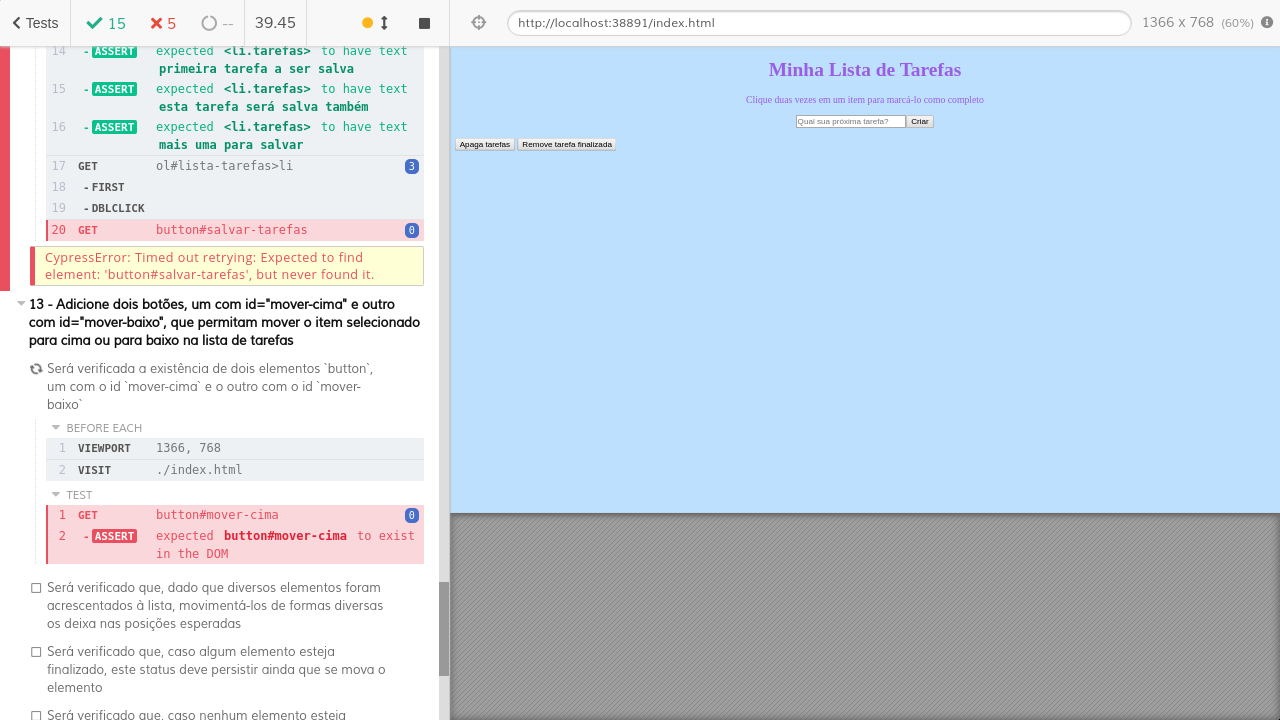 Tests
15
5
--
39.45
http://localhost:38891/index.html
1366 x 768 (60%)
14 - ASSERT expected <li.tarefas> to have text
primeira tarefa a ser salva
15 - ASSERT expected <li.tarefas> to have text
esta tarefa será salva também
16 - ASSERT expected <li.tarefas> to have text
mais uma para salvar
17 GET ol#lista-tarefas>li 3
18 - FIRST
19 - DBLCLICK
20 GET button#salvar-tarefas 0
CypressError: Timed out retrying: Expected to find
element: 'button#salvar-tarefas', but never found it.
13 - Adicione dois botões, um com id="mover-cima" e outro
com id="mover-baixo", que permitam mover o item selecionado
para cima ou para baixo na lista de tarefas
Será verificada a existência de dois elementos `button`,
um com o id `mover-cima` e o outro com o id `mover-
baixo`
BEFORE EACH
1 VIEWPORT 1366, 768
2 VISIT ./index.html
TEST
1 GET button#mover-cima 0
2 - ASSERT expected button#mover-cima to exist
in the DOM
Será verificado que, dado que diversos elementos foram
acrescentados à lista, movimentá-los de formas diversas
os deixa nas posições esperadas
Será verificado que, caso algum elemento esteja
finalizado, este status deve persistir ainda que se mova o
elemento
Será verificado que, caso nenhum elemento esteja
Minha Lista de Tarefas
Clique duas vezes em um item para marcá-lo como completo
Qual sua próxima tarefa? Criar
Apaga tarefas Remove tarefa finalizada